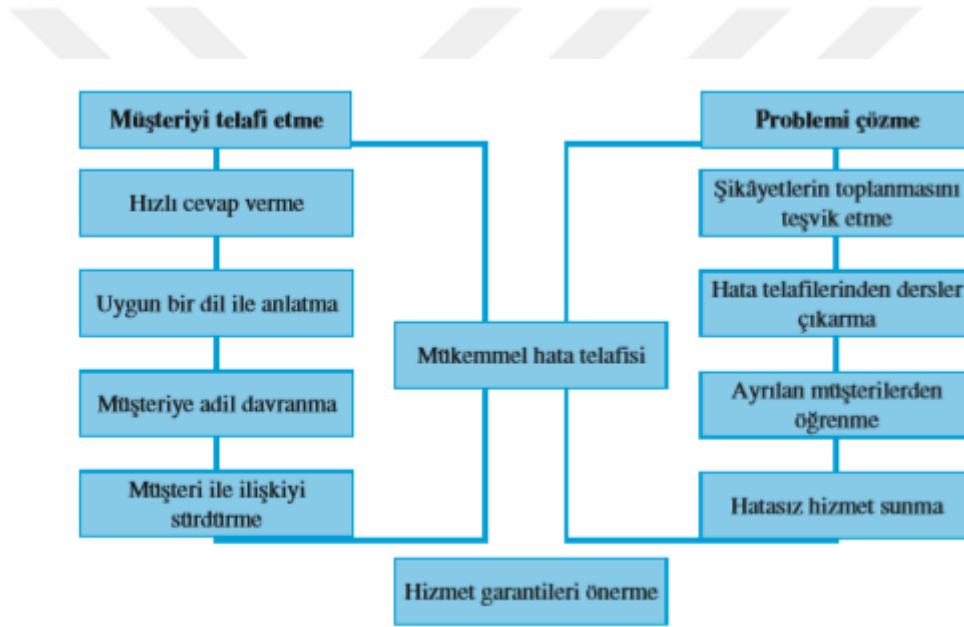 Müşteriyi telafi etme
Hızlı cevap verme
Uygun bir dil ile anlatma
Müşteriye adil davranma
Müşteri ile ilişkiyi
sürdürme
Mükemmel hata telafisi
Hizmet garantileri önerme
Problemi çözme
Şikâyetlerin toplanmasını
teşvik etme
Hata telafilerinden dersler
çıkarma
Ayrılan müşterilerden
öğrenme
Hatasız hizmet sunma